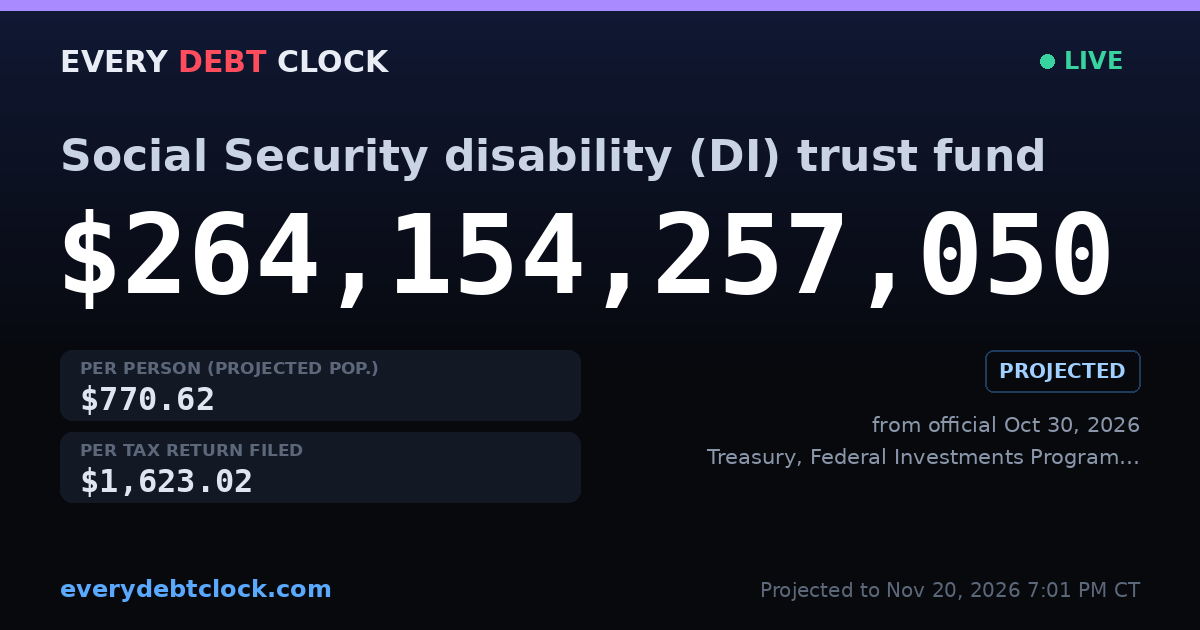 EVERY DEBT CLOCK
LIVE
Social Security disability (DI) trust fund
$264,154,257,050
PER PERSON (PROJECTED POP.)
$770.62
PER TAX RETURN FILED
$1,623.02
PROJECTED
from official Oct 30, 2026
Treasury, Federal Investments Program…
everydebtclock.com
Projected to Nov 20, 2026 7:01 PM CT